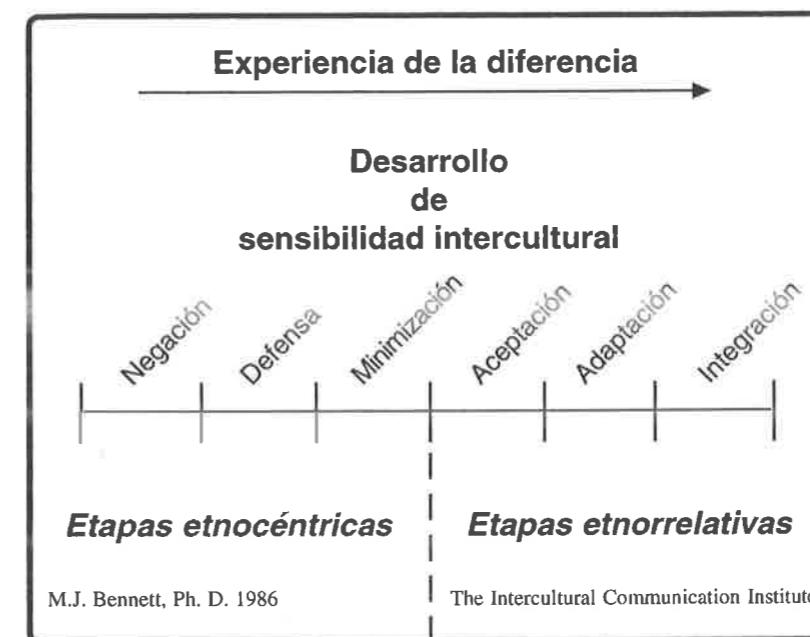 Experiencia de la diferencia
Desarrollo
de
sensibilidad intercultural
Negación
Defensa
Minimización
Aceptación
Adaptación
Integración
Etapas etnocéntricas
Etapas etnorrelativas
M.J. Bennett, Ph. D. 1986
The Intercultural Communication Institute